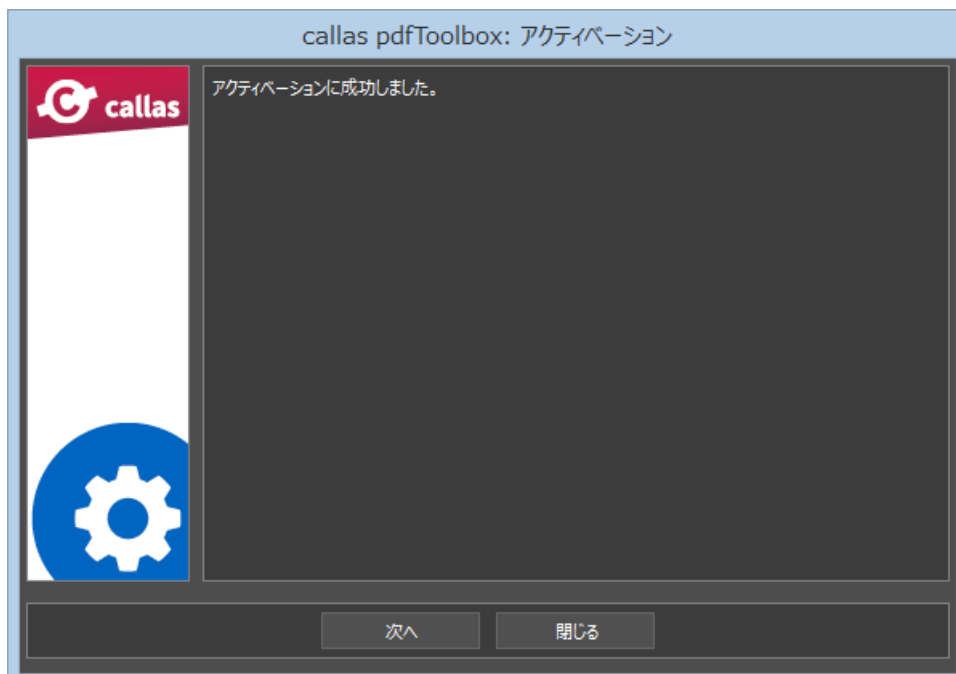 callas pdfToolbox: アクティベーション
callas
アクティベーションに成功しました。
次へ
閉じる